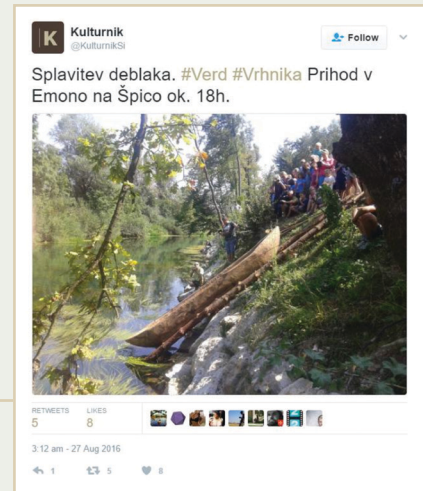 K
Kulturnik
@KulturnikSi
Follow
Splavitev deblaka. #Verd #Vrhnika Prihod v
Emono na Špico ok. 18h.
RETWEETS LIKES
5 8
3:12 am - 27 Aug 2016
1 5 8